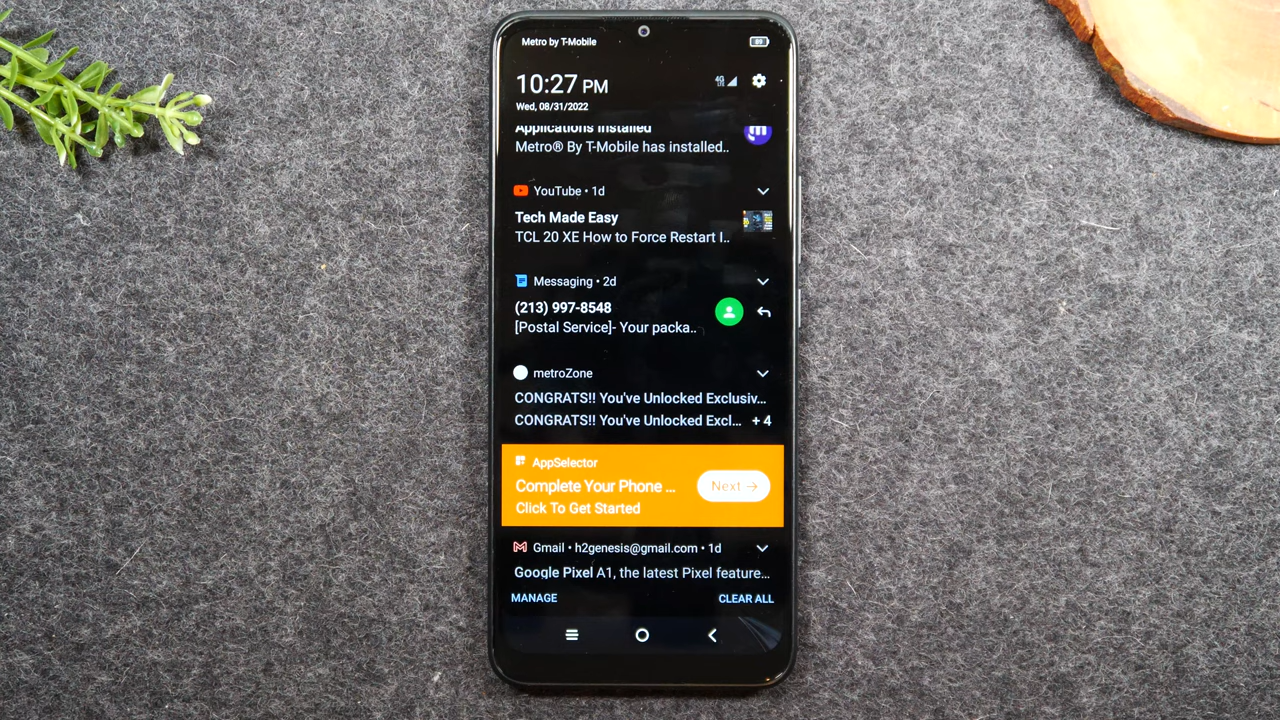 Metro by T-Mobile
89
10:27 PM
4G LTE
Wed, 08/31/2022
Applications installed
Metro® By T-Mobile has installed..
YouTube • 1d
Tech Made Easy
TCL 20 XE How to Force Restart I..
Messaging • 2d
(213) 997-8548
[Postal Service]- Your packa..
metroZone
CONGRATS!! You've Unlocked Exclusiv...
CONGRATS!! You've Unlocked Excl... + 4
AppSelector
Complete Your Phone ...
Next →
Click To Get Started
Gmail • h2genesis@gmail.com • 1d
Google Pixel A1, the latest Pixel feature...
MANAGE
CLEAR ALL